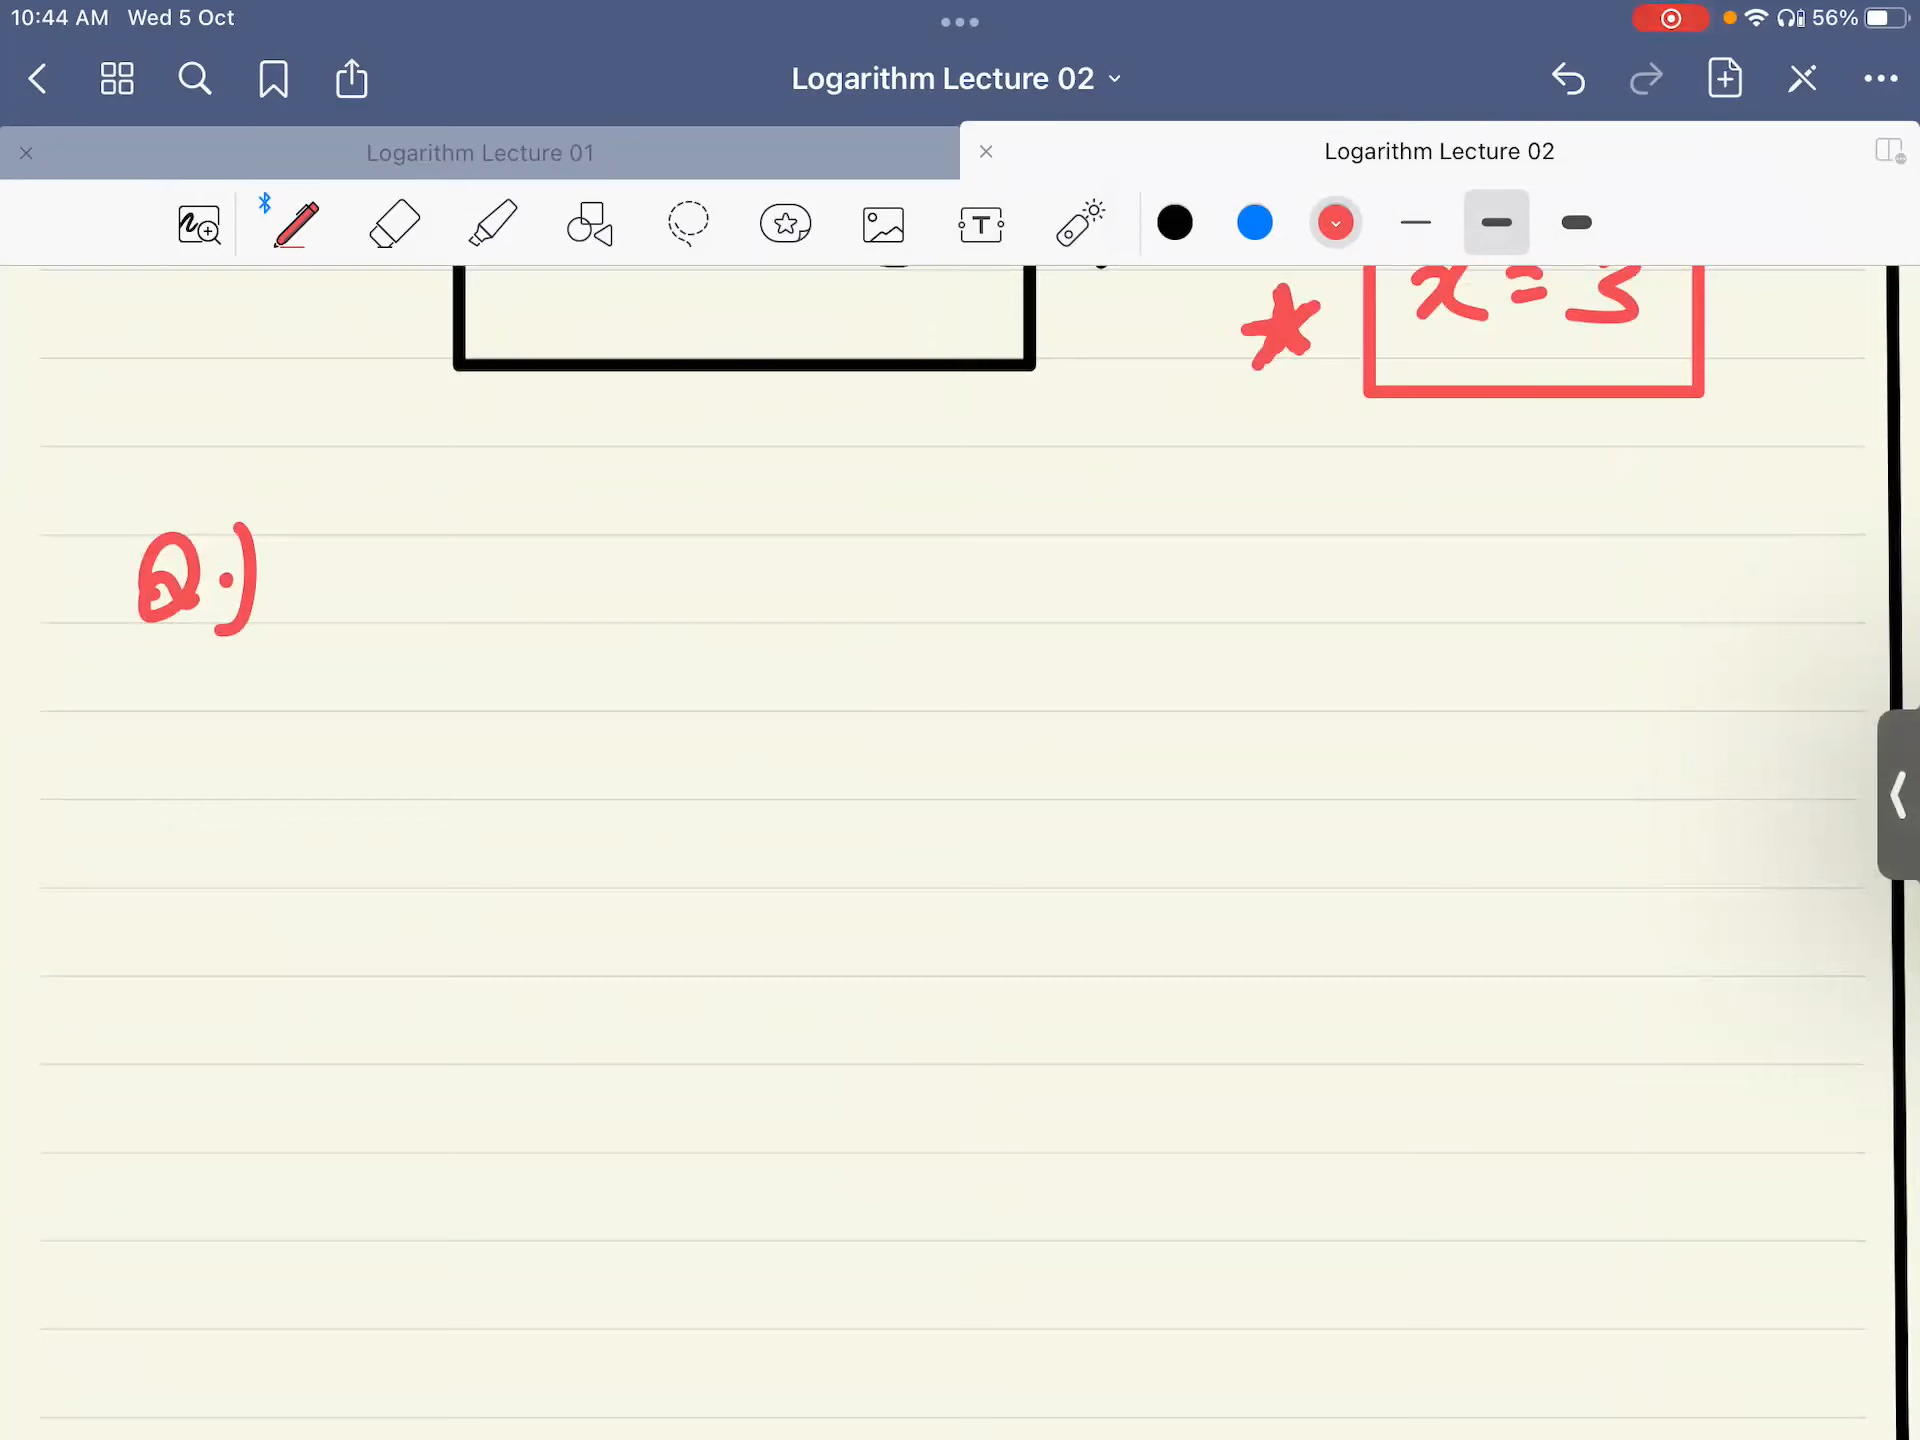 10:44 AM Wed 5 Oct
56%
Logarithm Lecture 02
Logarithm Lecture 01
Logarithm Lecture 02
T
x = 3
Q.)